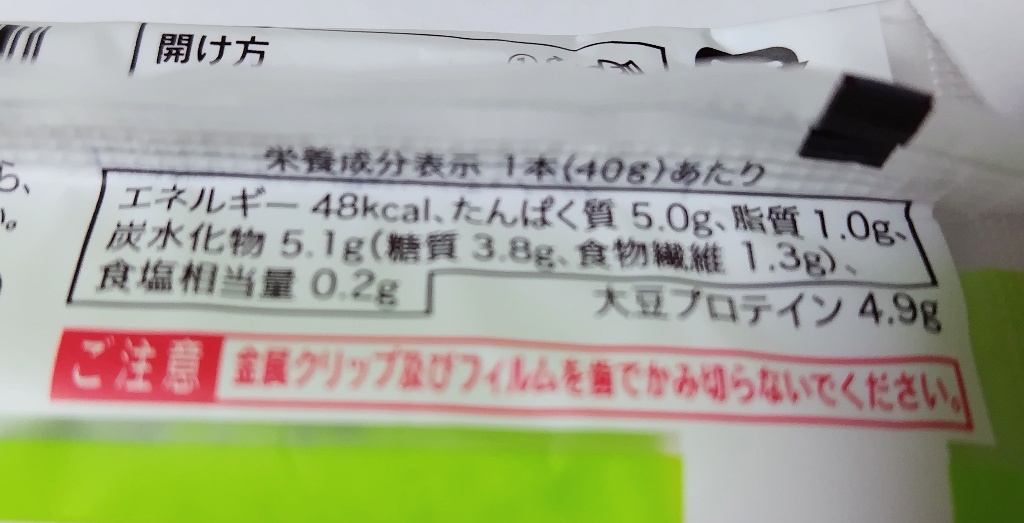 開け方
栄養成分表示 1本(40g)あたり
ら、
エネルギー 48kcal、たんぱく質 5.0g、脂質 1.0g、
炭水化物 5.1g(糖質 3.8g、食物繊維 1.3g)、
食塩相当量 0.2g
大豆プロテイン 4.9g
ご注意 金属クリップ及びフィルムを歯でかみ切らないでください。